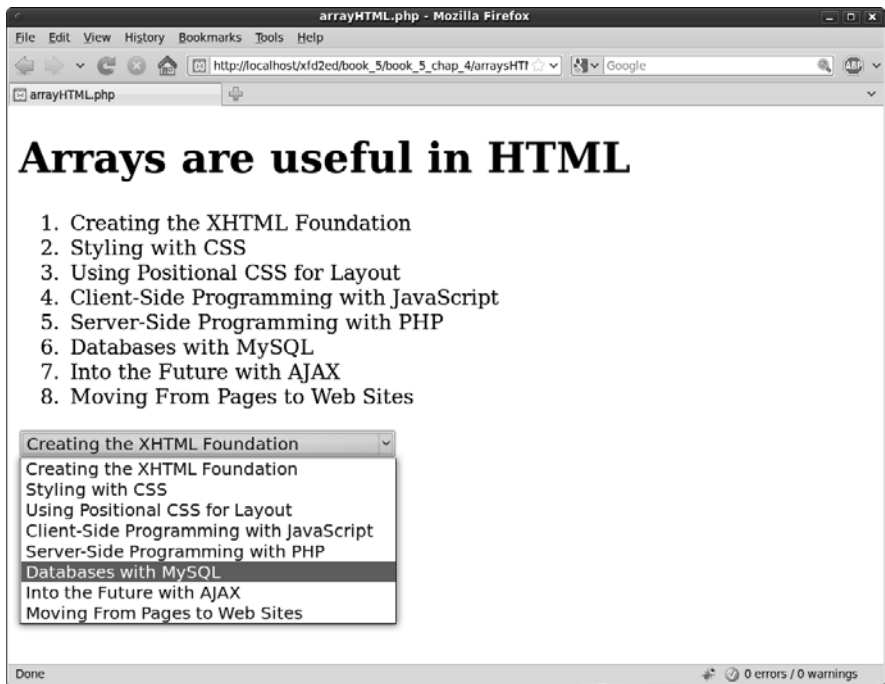 arrayHTML.php - Mozilla Firefox
File Edit View History Bookmarks Tools Help
http://localhost/xfd2ed/book_5/book_5_chap_4/arraysHTM
Google
ABP
arrayHTML.php
Arrays are useful in HTML
1. Creating the XHTML Foundation
2. Styling with CSS
3. Using Positional CSS for Layout
4. Client-Side Programming with JavaScript
5. Server-Side Programming with PHP
6. Databases with MySQL
7. Into the Future with AJAX
8. Moving From Pages to Web Sites
Creating the XHTML Foundation
Creating the XHTML Foundation
Styling with CSS
Using Positional CSS for Layout
Client-Side Programming with JavaScript
Server-Side Programming with PHP
Databases with MySQL
Into the Future with AJAX
Moving From Pages to Web Sites
Done
0 errors / 0 warnings